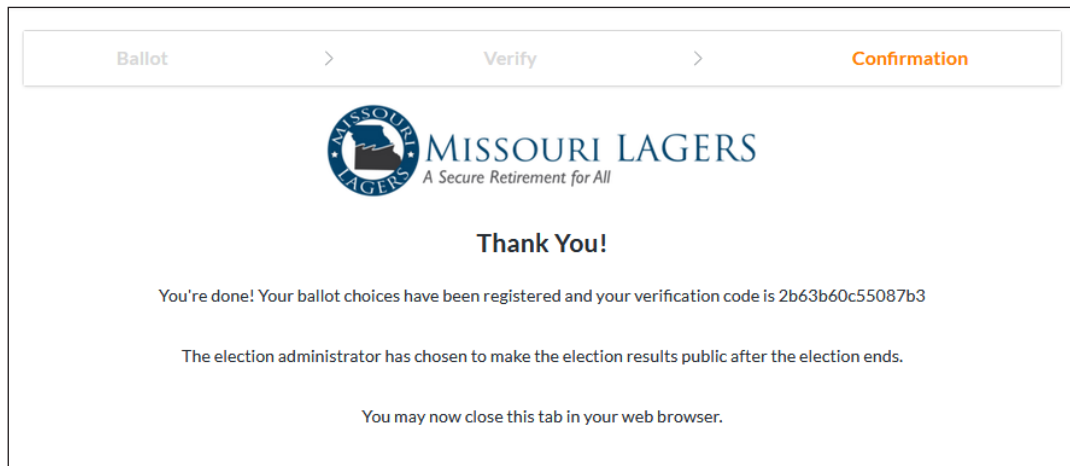 Ballot > Verify > Confirmation
MISSOURI
LAGERS
MISSOURI LAGERS
A Secure Retirement for All
Thank You!
You're done! Your ballot choices have been registered and your verification code is 2b63b60c55087b3
The election administrator has chosen to make the election results public after the election ends.
You may now close this tab in your web browser.